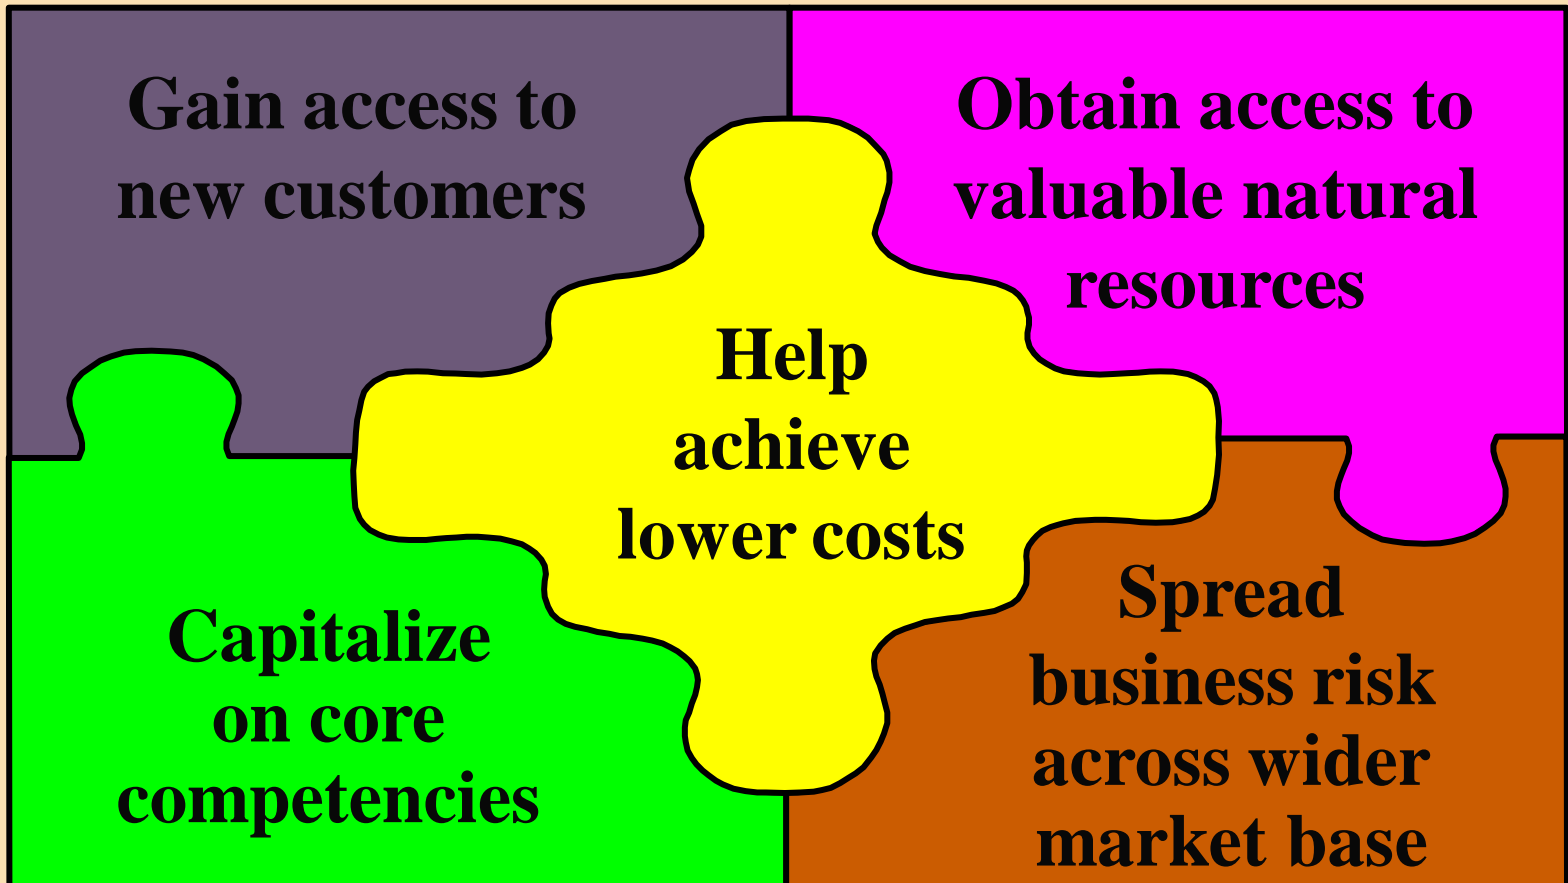 Gain access to
new customers
Obtain access to
valuable natural
resources
Help
achieve
lower costs
Capitalize
on core
competencies
Spread
business risk
across wider
market base